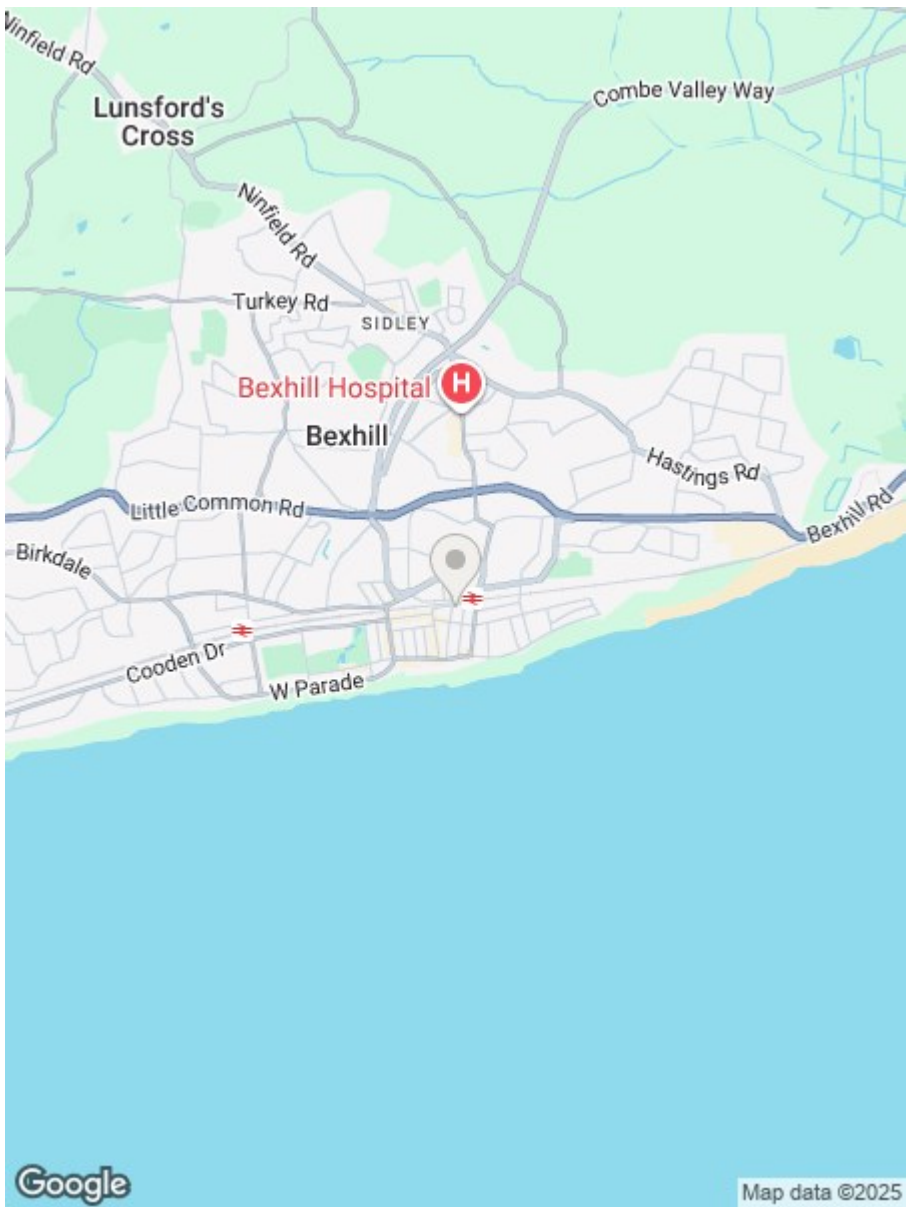 Ninfield Rd
Lunsford's
Cross
Combe Valley Way
Ninfield Rd
Turkey Rd
SIDLEY
Bexhill Hospital
H
Bexhill
Hastings Rd
Little Common Rd
Bexhill Rd
Birkdale
Cooden Dr
W Parade
Google
Map data ©2025